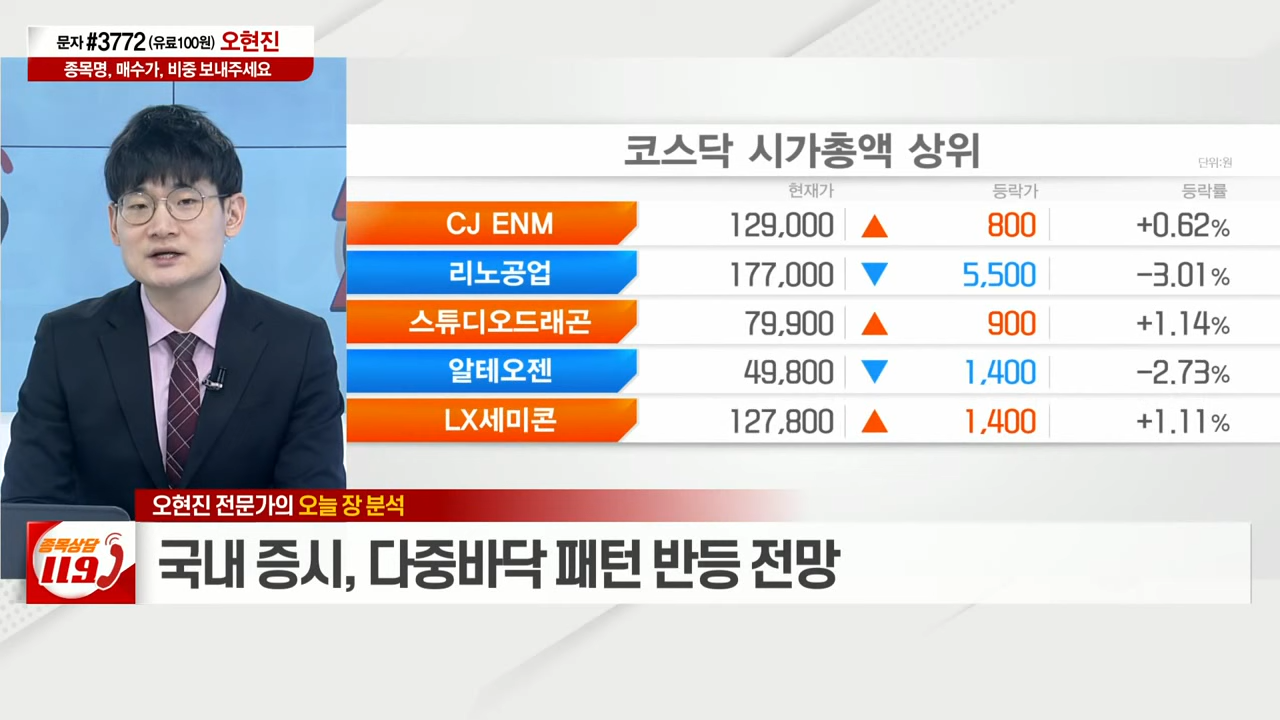 문자 #3772 (유료100원) 오현진
종목명, 매수가, 비중 보내주세요
코스닥 시가총액 상위
단위:원
현재가 등락가 등락률
CJ ENM 129,000 ▲ 800 +0.62%
리노공업 177,000 ▼ 5,500 -3.01%
스튜디오드래곤 79,900 ▲ 900 +1.14%
알테오젠 49,800 ▼ 1,400 -2.73%
LX세미콘 127,800 ▲ 1,400 +1.11%
오현진 전문가의 오늘 장 분석
종목상담
119
국내 증시, 다중바닥 패턴 반등 전망